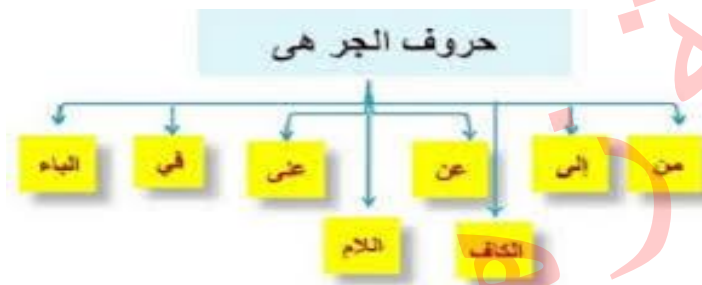 حروف الجر هى
من إلى عن على في الباء
الكاف اللام